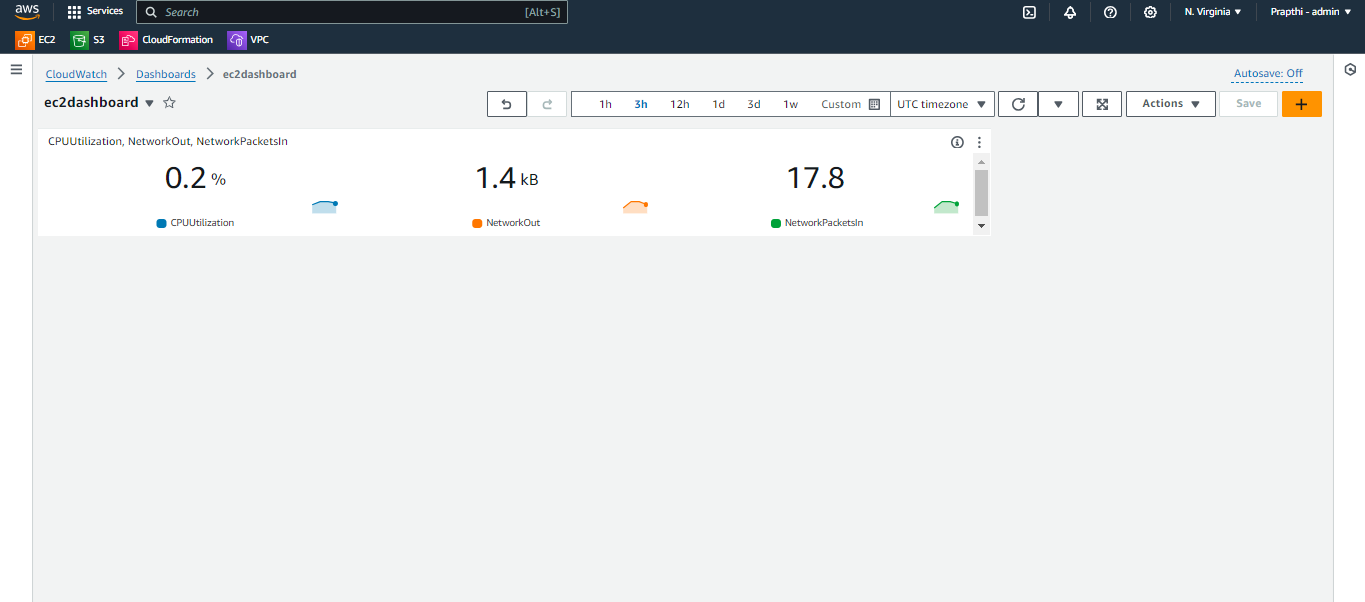 aws Services Search [Alt+S] N. Virginia Prapthi - admin
EC2 S3 CloudFormation VPC
CloudWatch Dashboards ec2dashboard Autosave: Off
ec2dashboard 1h 3h 12h 1d 3d 1w Custom UTC timezone Actions Save
CPUUtilization, NetworkOut, NetworkPacketsIn
0.2 % 1.4 kB 17.8
CPUUtilization NetworkOut NetworkPacketsIn